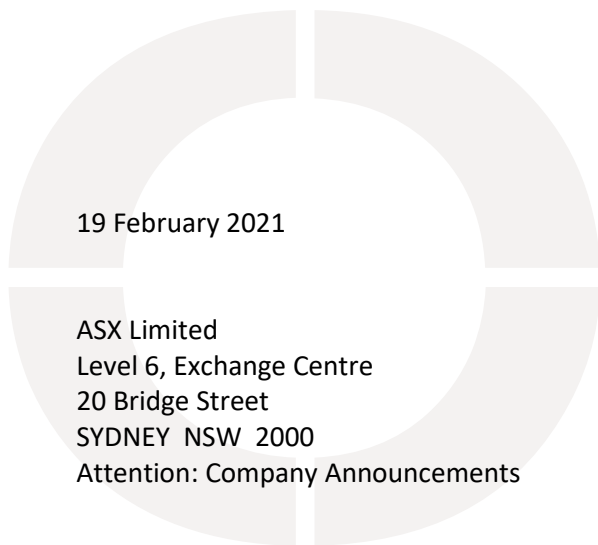 19 February 2021
ASX Limited
Level 6, Exchange Centre
20 Bridge Street
SYDNEY  NSW  2000
Attention: Company Announcements